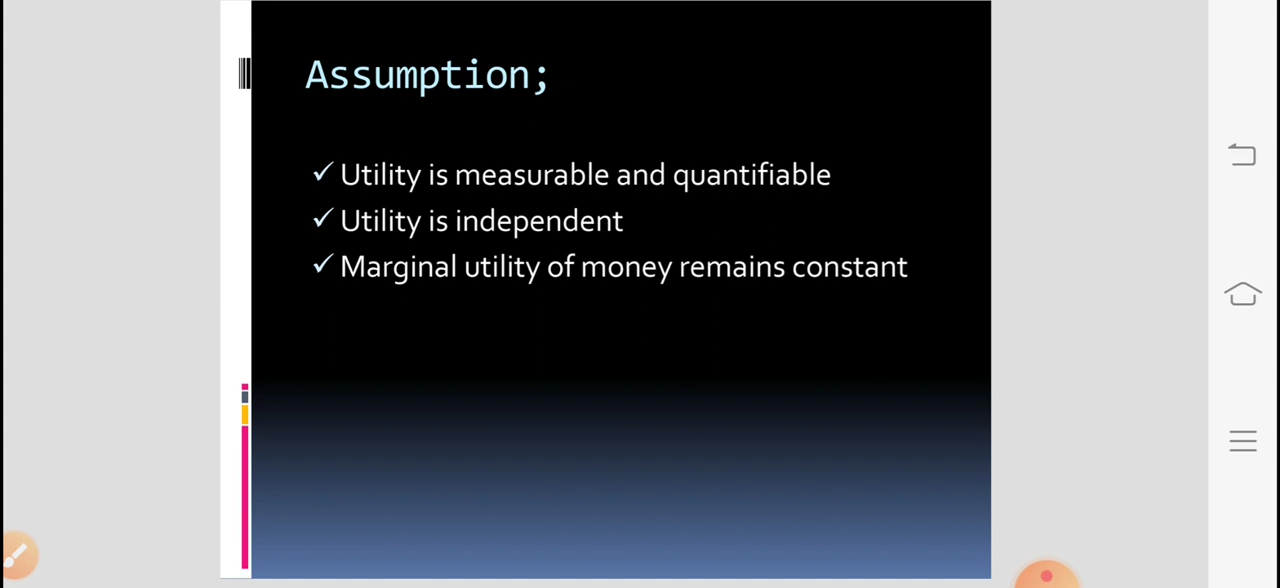 Assumption;
✓ Utility is measurable and quantifiable
✓ Utility is independent
✓ Marginal utility of money remains constant